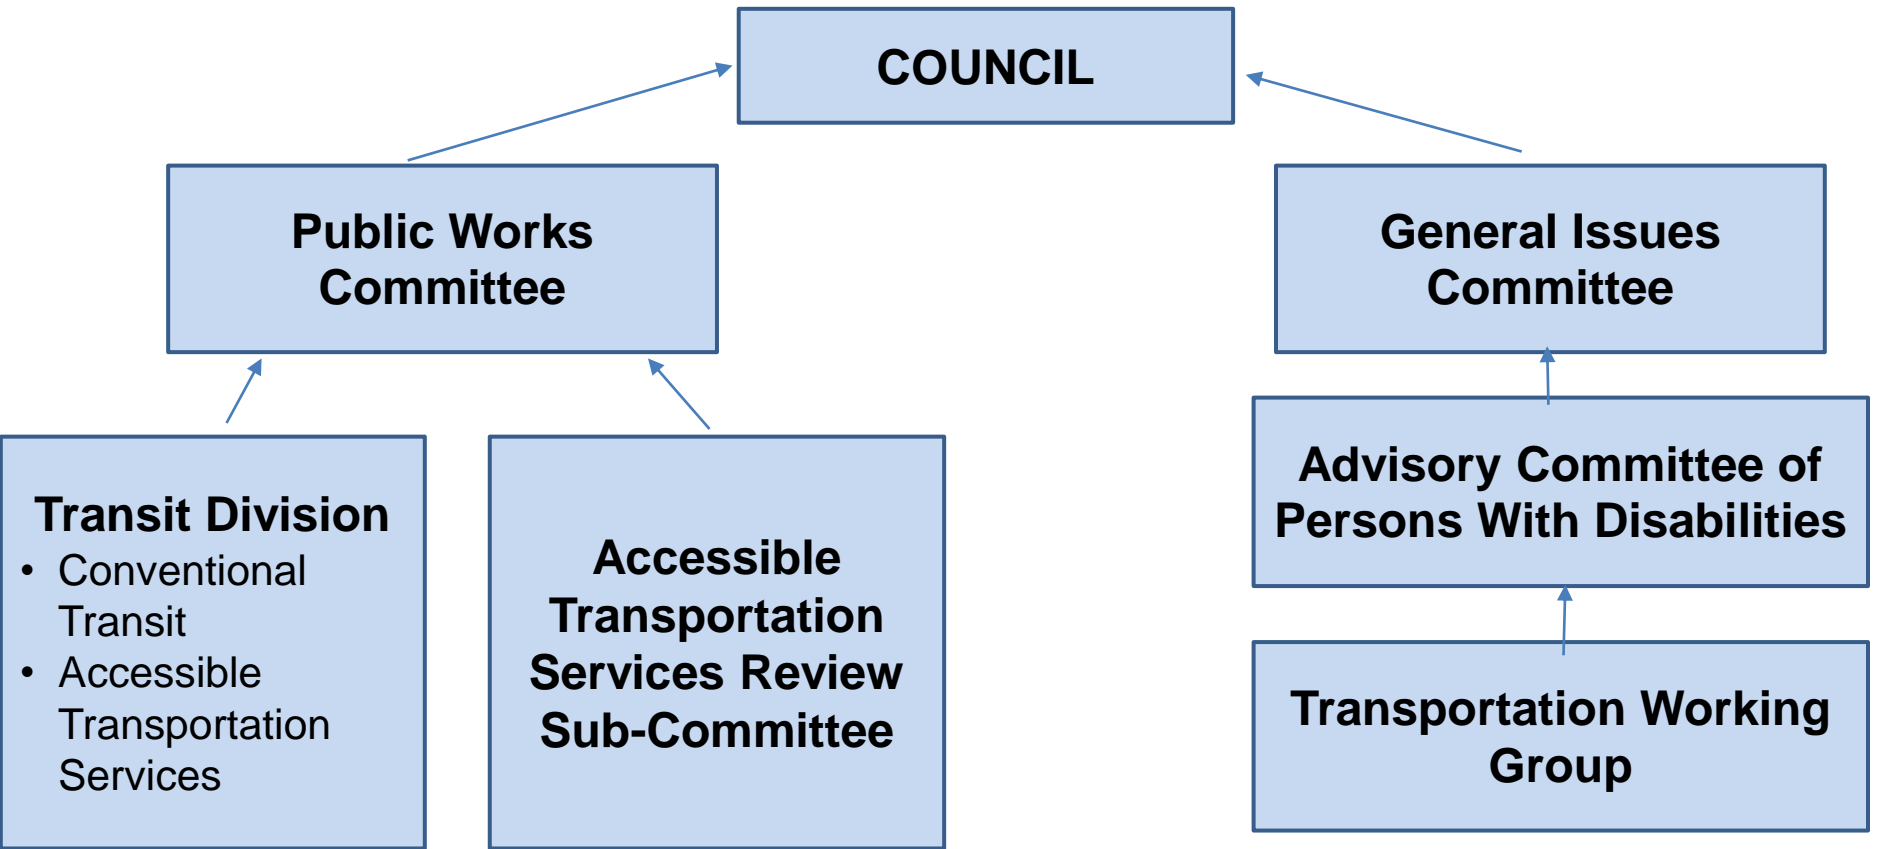 COUNCIL
Public Works
Committee
General Issues
Committee
Transit Division
• Conventional
Transit
• Accessible
Transportation
Services
Accessible
Transportation
Services Review
Sub-Committee
Advisory Committee of
Persons With Disabilities
Transportation Working
Group